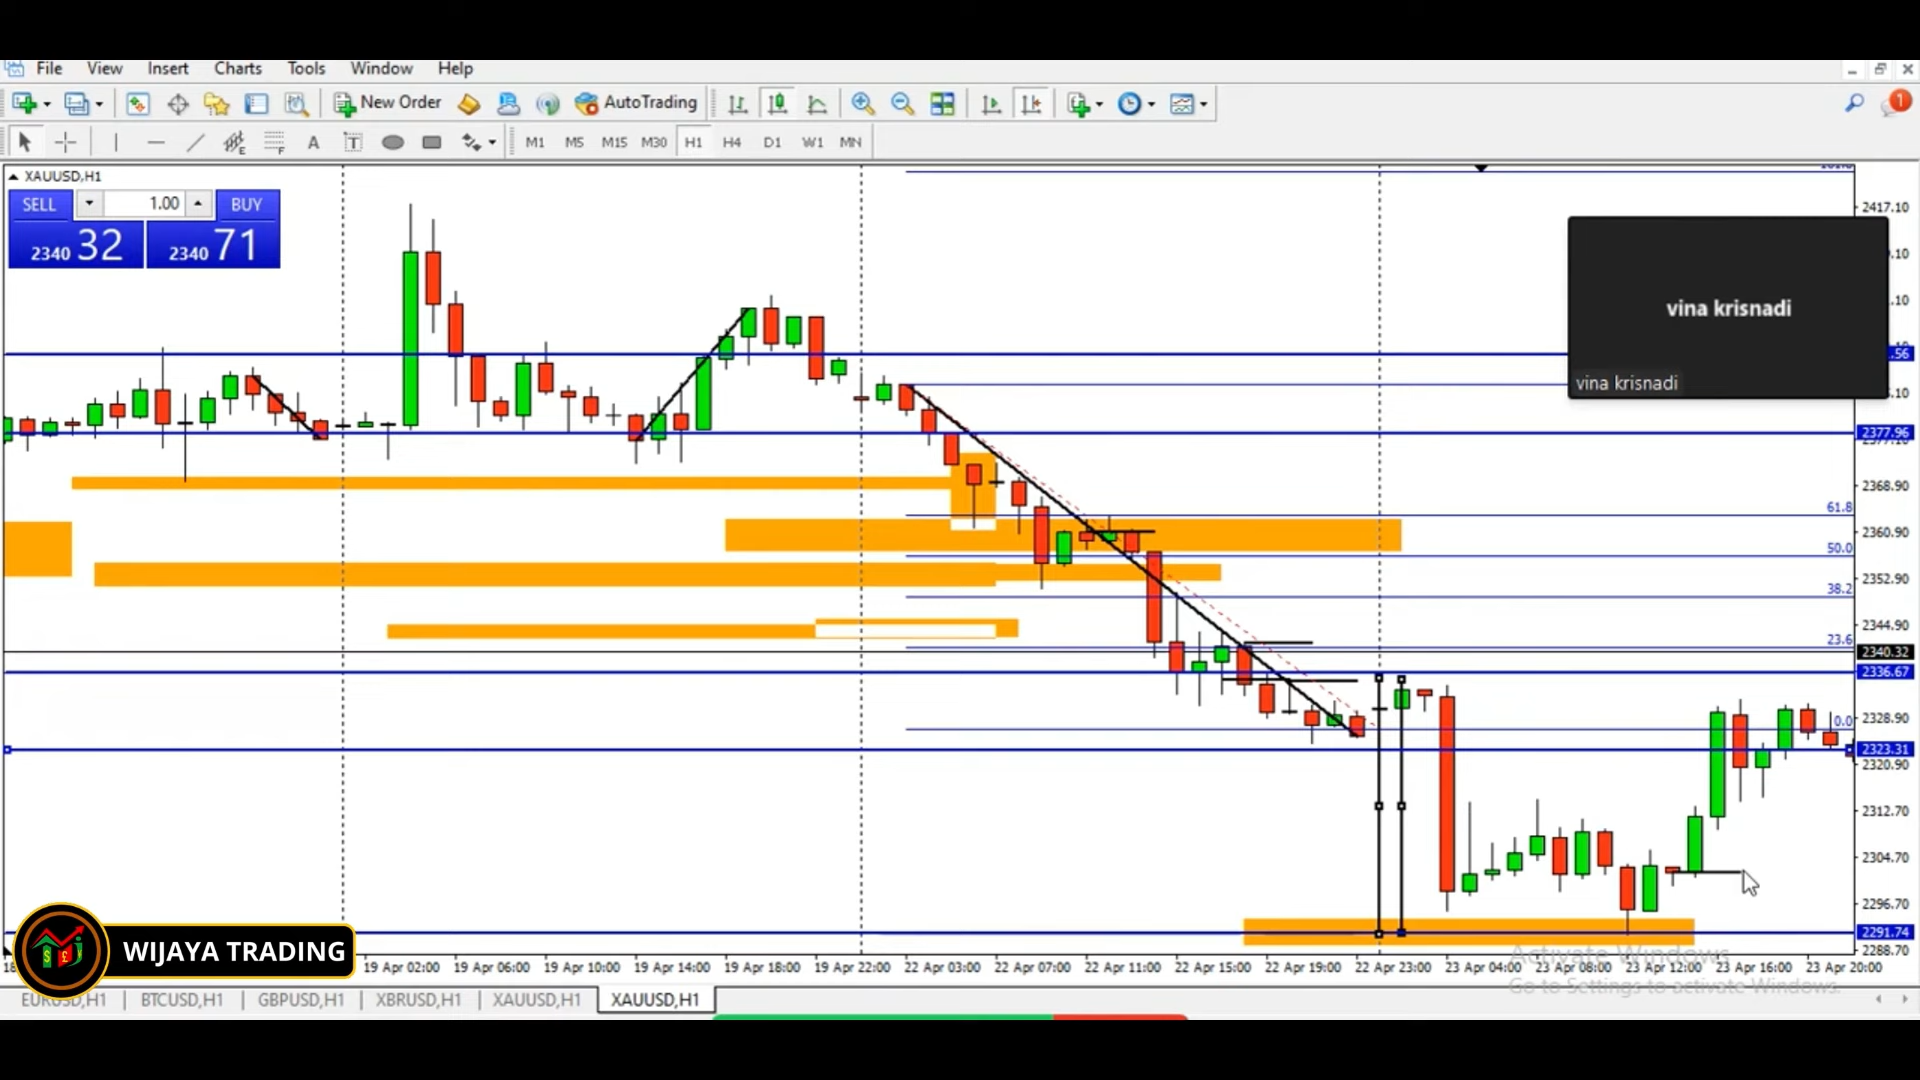 File View Insert Charts Tools Window Help
New Order AutoTrading
A T M1 M5 M15 M30 H1 H4 D1 W1 MN
XAUUSD,H1
SELL 1.00 BUY
2340 32 2340 71
2417.10
.10
.10
.56
.10
2377.96
2368.90
2360.90
2352.90
2344.90
2340.32
2336.67
2328.90
2323.31
2320.90
2312.70
2304.70
2296.70
2291.74
2288.70
61.8
50.0
38.2
23.6
0.0
vina krisnadi
vina krisnadi
WIJAYA TRADING
Activate Windows
Go to Settings to activate Windows.
19 Apr 02:00 19 Apr 06:00 19 Apr 10:00 19 Apr 14:00 19 Apr 18:00 19 Apr 22:00 22 Apr 03:00 22 Apr 07:00 22 Apr 11:00 22 Apr 15:00 22 Apr 19:00 22 Apr 23:00 23 Apr 04:00 23 Apr 08:00 23 Apr 12:00 23 Apr 16:00 23 Apr 20:00
EURUSD,H1 BTCUSD,H1 GBPUSD,H1 XBRUSD,H1 XAUUSD,H1 XAUUSD,H1